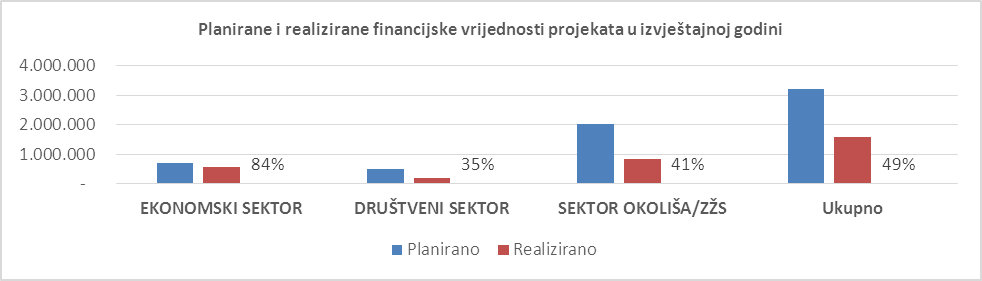 Planirane i realizirane financijske vrijednosti projekata u izvještajnoj godini
4.000.000
3.000.000
2.000.000
1.000.000
-
84%
35%
41%
49%
EKONOMSKI SEKTOR
DRUŠTVENI SEKTOR
SEKTOR OKOLIŠA/ZŽS
Ukupno
Planirano
Realizirano